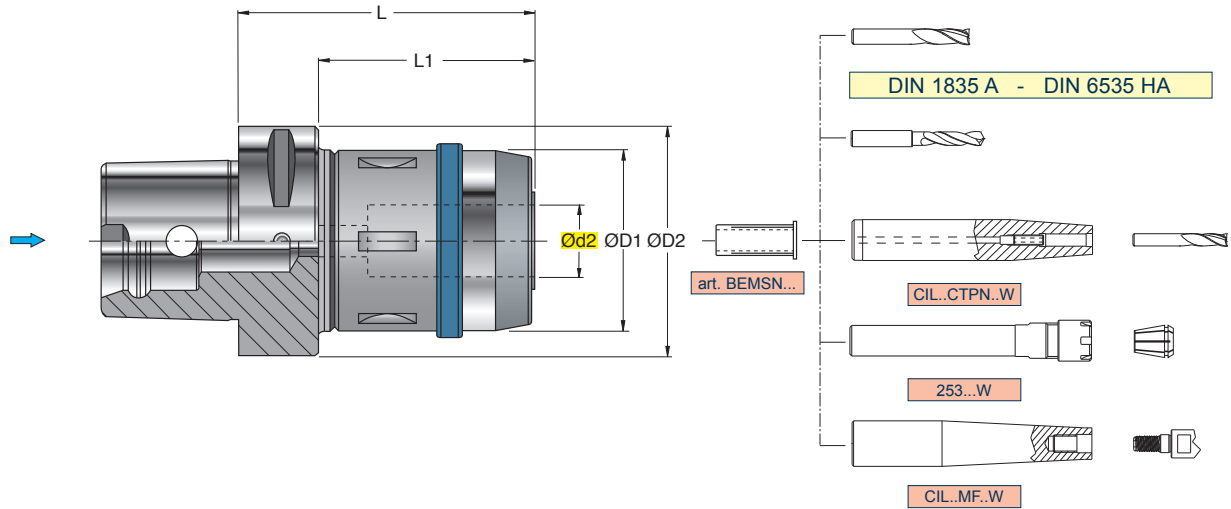 L
L1
DIN 1835 A - DIN 6535 HA
Ød2 ØD1 ØD2
art. BEMSN...
CIL..CTPN..W
253...W
CIL..MF..W